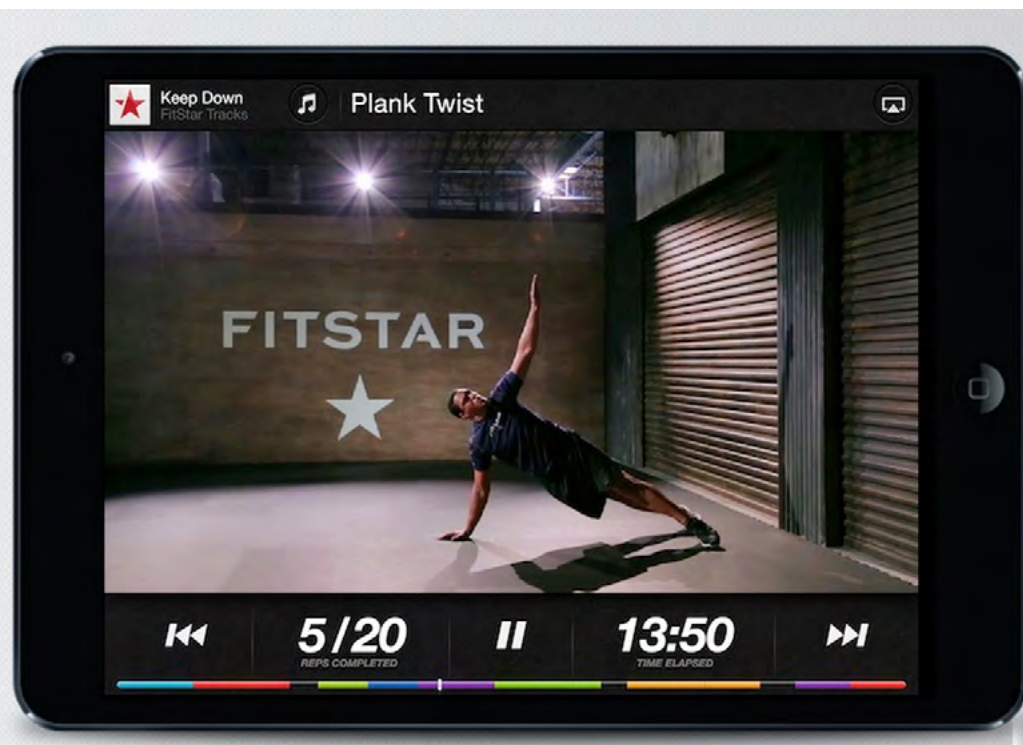 Keep Down
FitStar Tracks
Plank Twist
FITSTAR
5/20
REPS COMPLETED
13:50
TIME ELAPSED